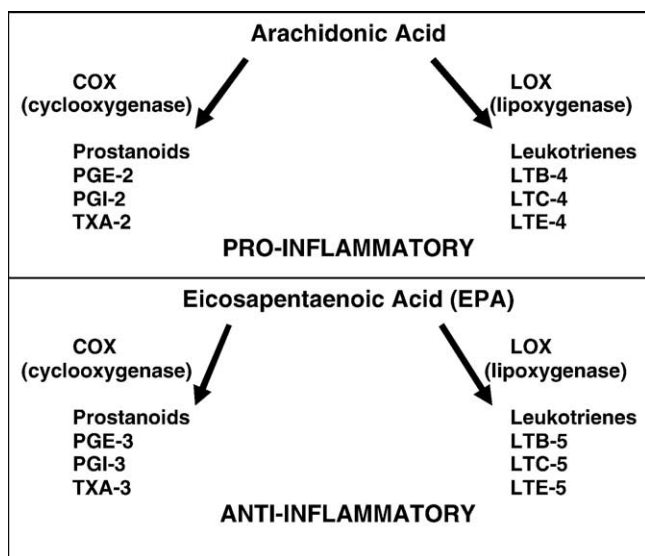 Arachidonic Acid
COX
(cyclooxygenase)
LOX
(lipoxygenase)
Prostanoids
PGE-2
PGI-2
TXA-2
Leukotrienes
LTB-4
LTC-4
LTE-4
PRO-INFLAMMATORY
Eicosapentaenoic Acid (EPA)
COX
(cyclooxygenase)
LOX
(lipoxygenase)
Prostanoids
PGE-3
PGI-3
TXA-3
Leukotrienes
LTB-5
LTC-5
LTE-5
ANTI-INFLAMMATORY